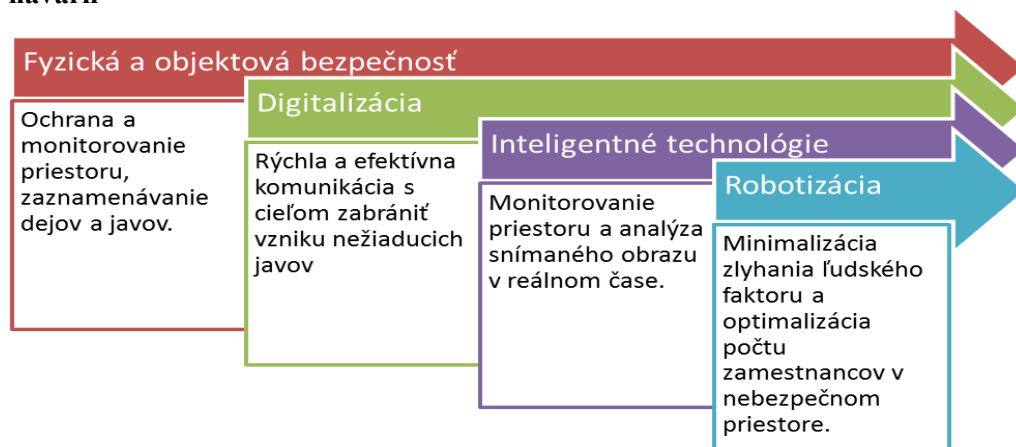 Fyzická a objektová bezpečnosť
Ochrana a
monitorovanie
priestoru,
zaznamenávanie
dejov a javov.
Digitalizácia
Rýchla a efektívna
komunikácia s
cieľom zabrániť
vzniku nežiaducich
javov
Inteligentné technológie
Monitorovanie
priestoru a analýza
snímaného obrazu
v reálnom čase.
Robotizácia
Minimalizácia
zlyhania ľudského
faktoru a
optimalizácia
počtu
zamestnancov v
nebezpečnom
priestore.